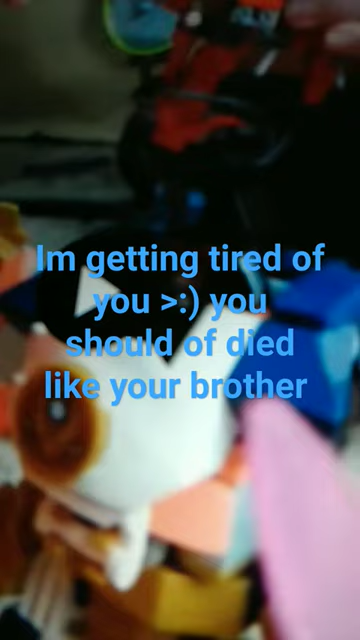 Im getting tired of
you >:) you
should of died
like your brother